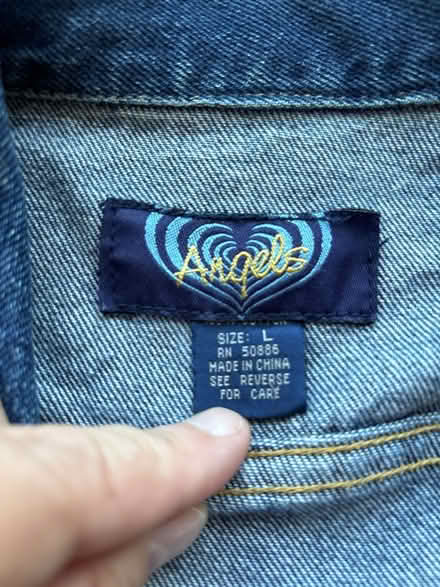 Angels
SIZE: L
RN 50886
MADE IN CHINA
SEE REVERSE
FOR CARE